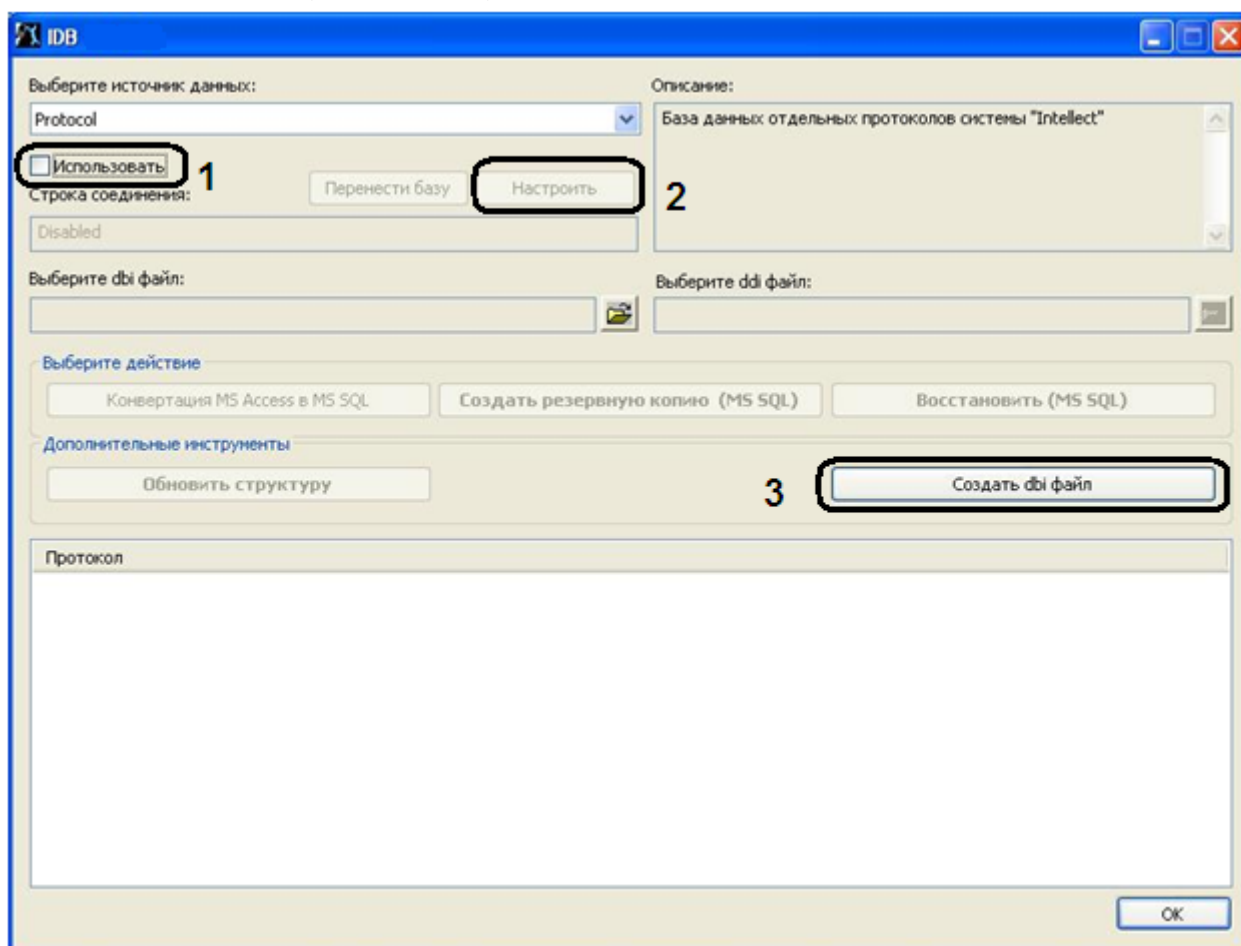 IDB
Выберите источник данных:
Описание:
Protocol
База данных отдельных протоколов системы "Intellect"
Использовать
1
Перенести базу
Настроить
2
Строка соединения:
Disabled
Выберите dbi файл:
Выберите ddi файл:
Выберите действие
Конвертация MS Access в MS SQL
Создать резервную копию (MS SQL)
Восстановить (MS SQL)
Дополнительные инструменты
Обновить структуру
3
Создать dbi файл
Протокол
OK